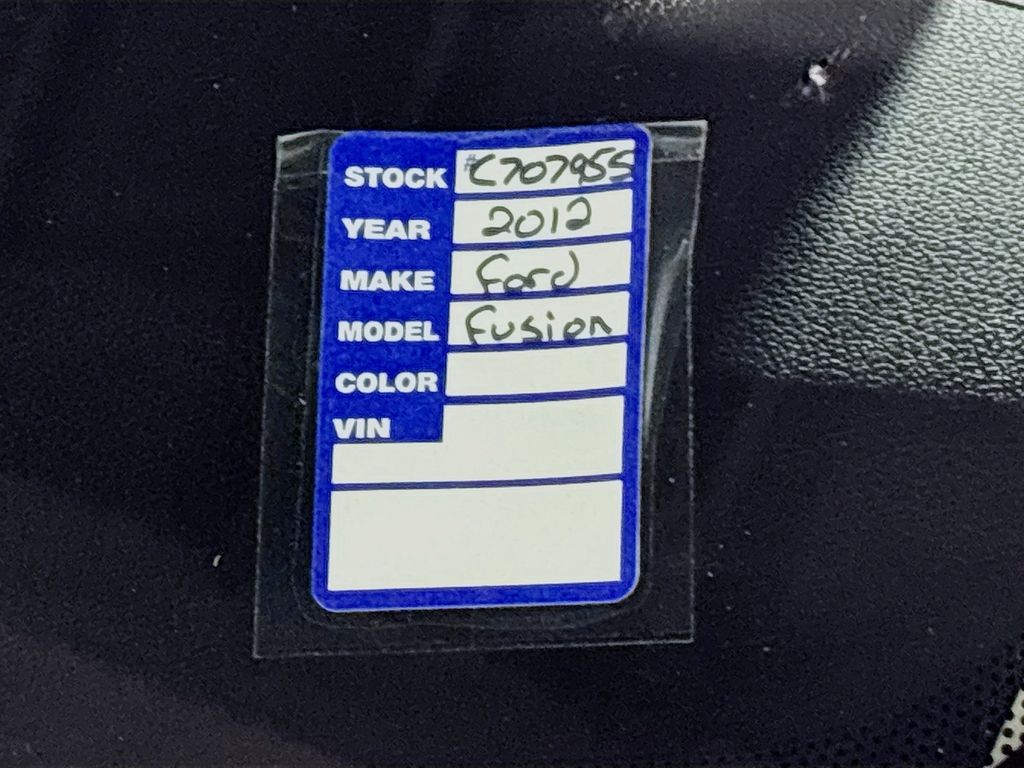 STOCK #C707955
YEAR 2012
MAKE Ford
MODEL Fusion
COLOR
VIN